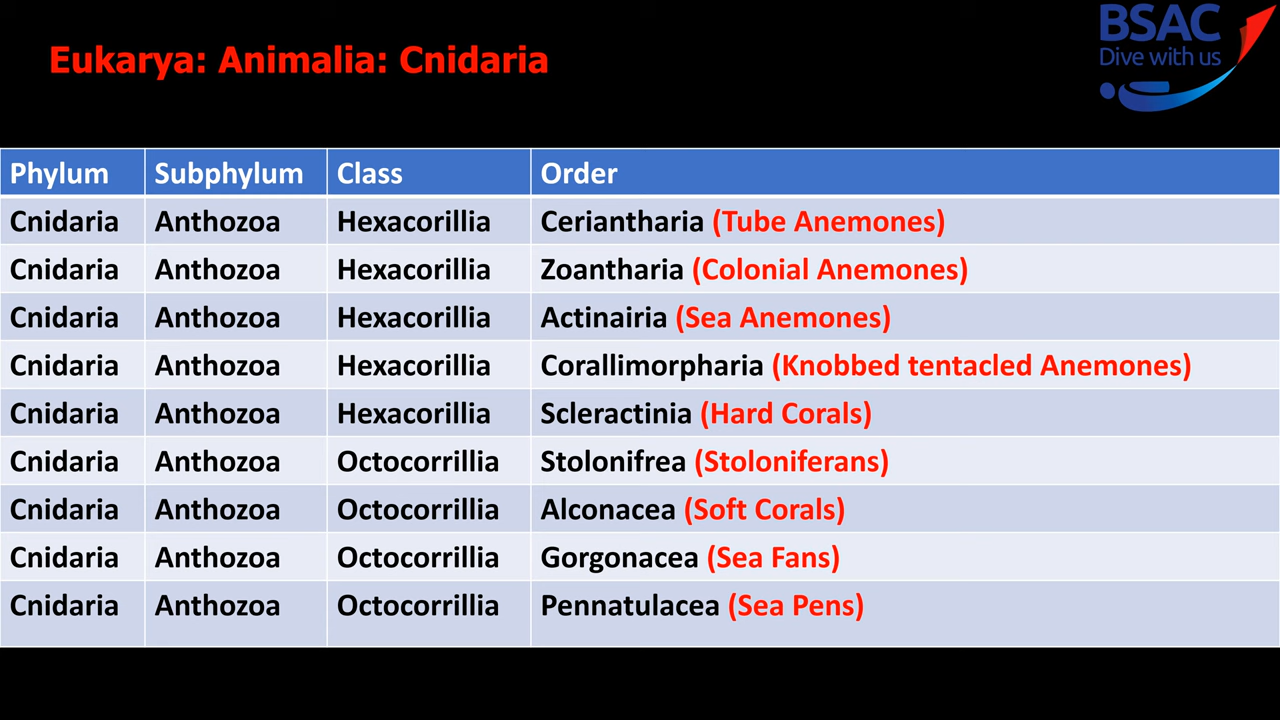 Eukarya: Animalia: Cnidaria
BSAC
Dive with us
Phylum Subphylum Class Order
Cnidaria Anthozoa Hexacorillia Ceriantharia (Tube Anemones)
Cnidaria Anthozoa Hexacorillia Zoantharia (Colonial Anemones)
Cnidaria Anthozoa Hexacorillia Actinairia (Sea Anemones)
Cnidaria Anthozoa Hexacorillia Corallimorpharia (Knobbed tentacled Anemones)
Cnidaria Anthozoa Hexacorillia Scleractinia (Hard Corals)
Cnidaria Anthozoa Octocorrillia Stolonifrea (Stoloniferans)
Cnidaria Anthozoa Octocorrillia Alconacea (Soft Corals)
Cnidaria Anthozoa Octocorrillia Gorgonacea (Sea Fans)
Cnidaria Anthozoa Octocorrillia Pennatulacea (Sea Pens)